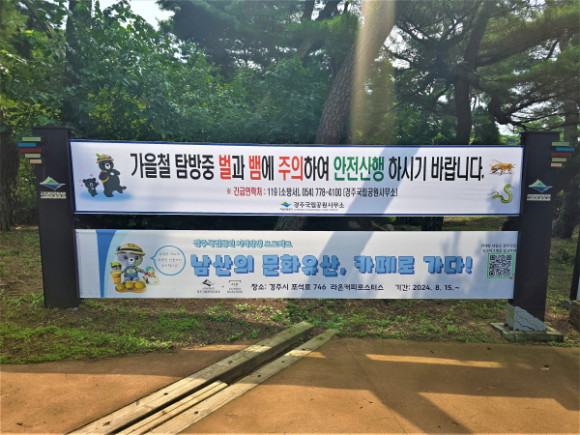 가을철 탐방중 벌과 뱀에 주의하여 안전산행 하시기 바랍니다.
※ 긴급연락처 : 119 (소방서), 054) 778-4100 (경주국립공원사무소)
경주국립공원사무소
남산의 문화유산, 카페로 가다!
장소: 경주시 포석로 746 라온커피로스터스 기간: 2024. 8. 15.~